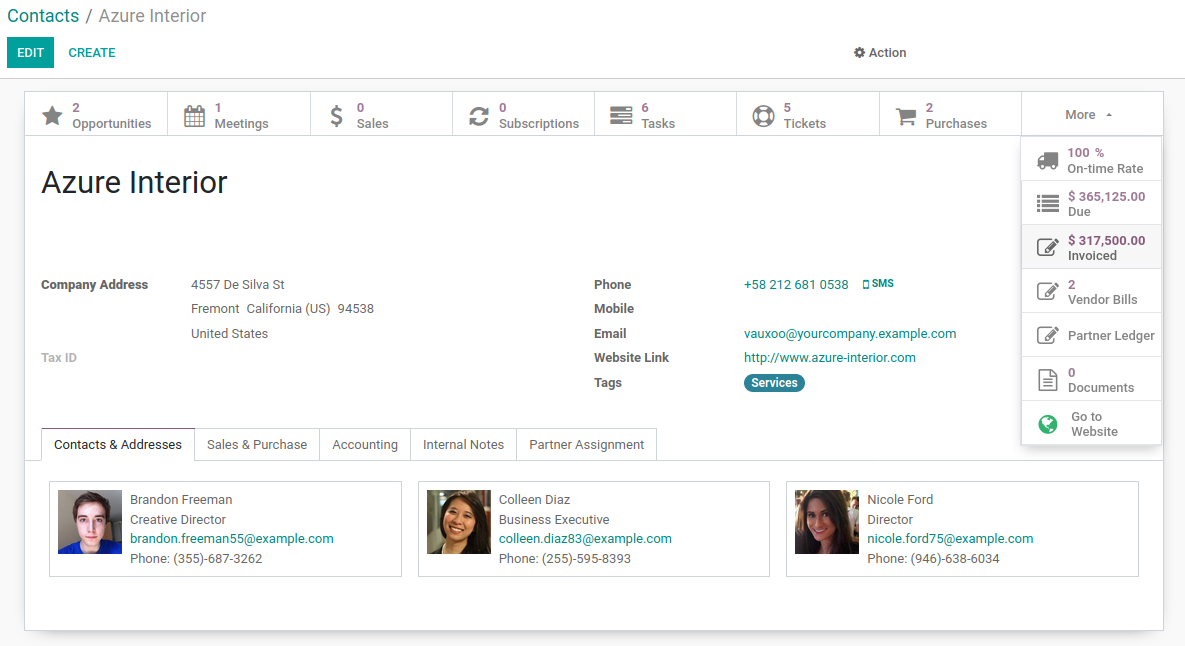 Contacts / Azure Interior
EDIT CREATE Action
2 Opportunities
1 Meetings
0 Sales
0 Subscriptions
6 Tasks
5 Tickets
2 Purchases
More
100 %
On-time Rate
$ 365,125.00
Due
$ 317,500.00
Invoiced
2
Vendor Bills
Partner Ledger
0
Documents
Go to
Website
Azure Interior
Company Address 4557 De Silva St
Fremont California (US) 94538
United States
Tax ID
Phone +58 212 681 0538 SMS
Mobile
Email vauxoo@yourcompany.example.com
Website Link http://www.azure-interior.com
Tags Services
Contacts & Addresses Sales & Purchase Accounting Internal Notes Partner Assignment
Brandon Freeman
Creative Director
brandon.freeman55@example.com
Phone: (355)-687-3262
Colleen Diaz
Business Executive
colleen.diaz83@example.com
Phone: (255)-595-8393
Nicole Ford
Director
nicole.ford75@example.com
Phone: (946)-638-6034